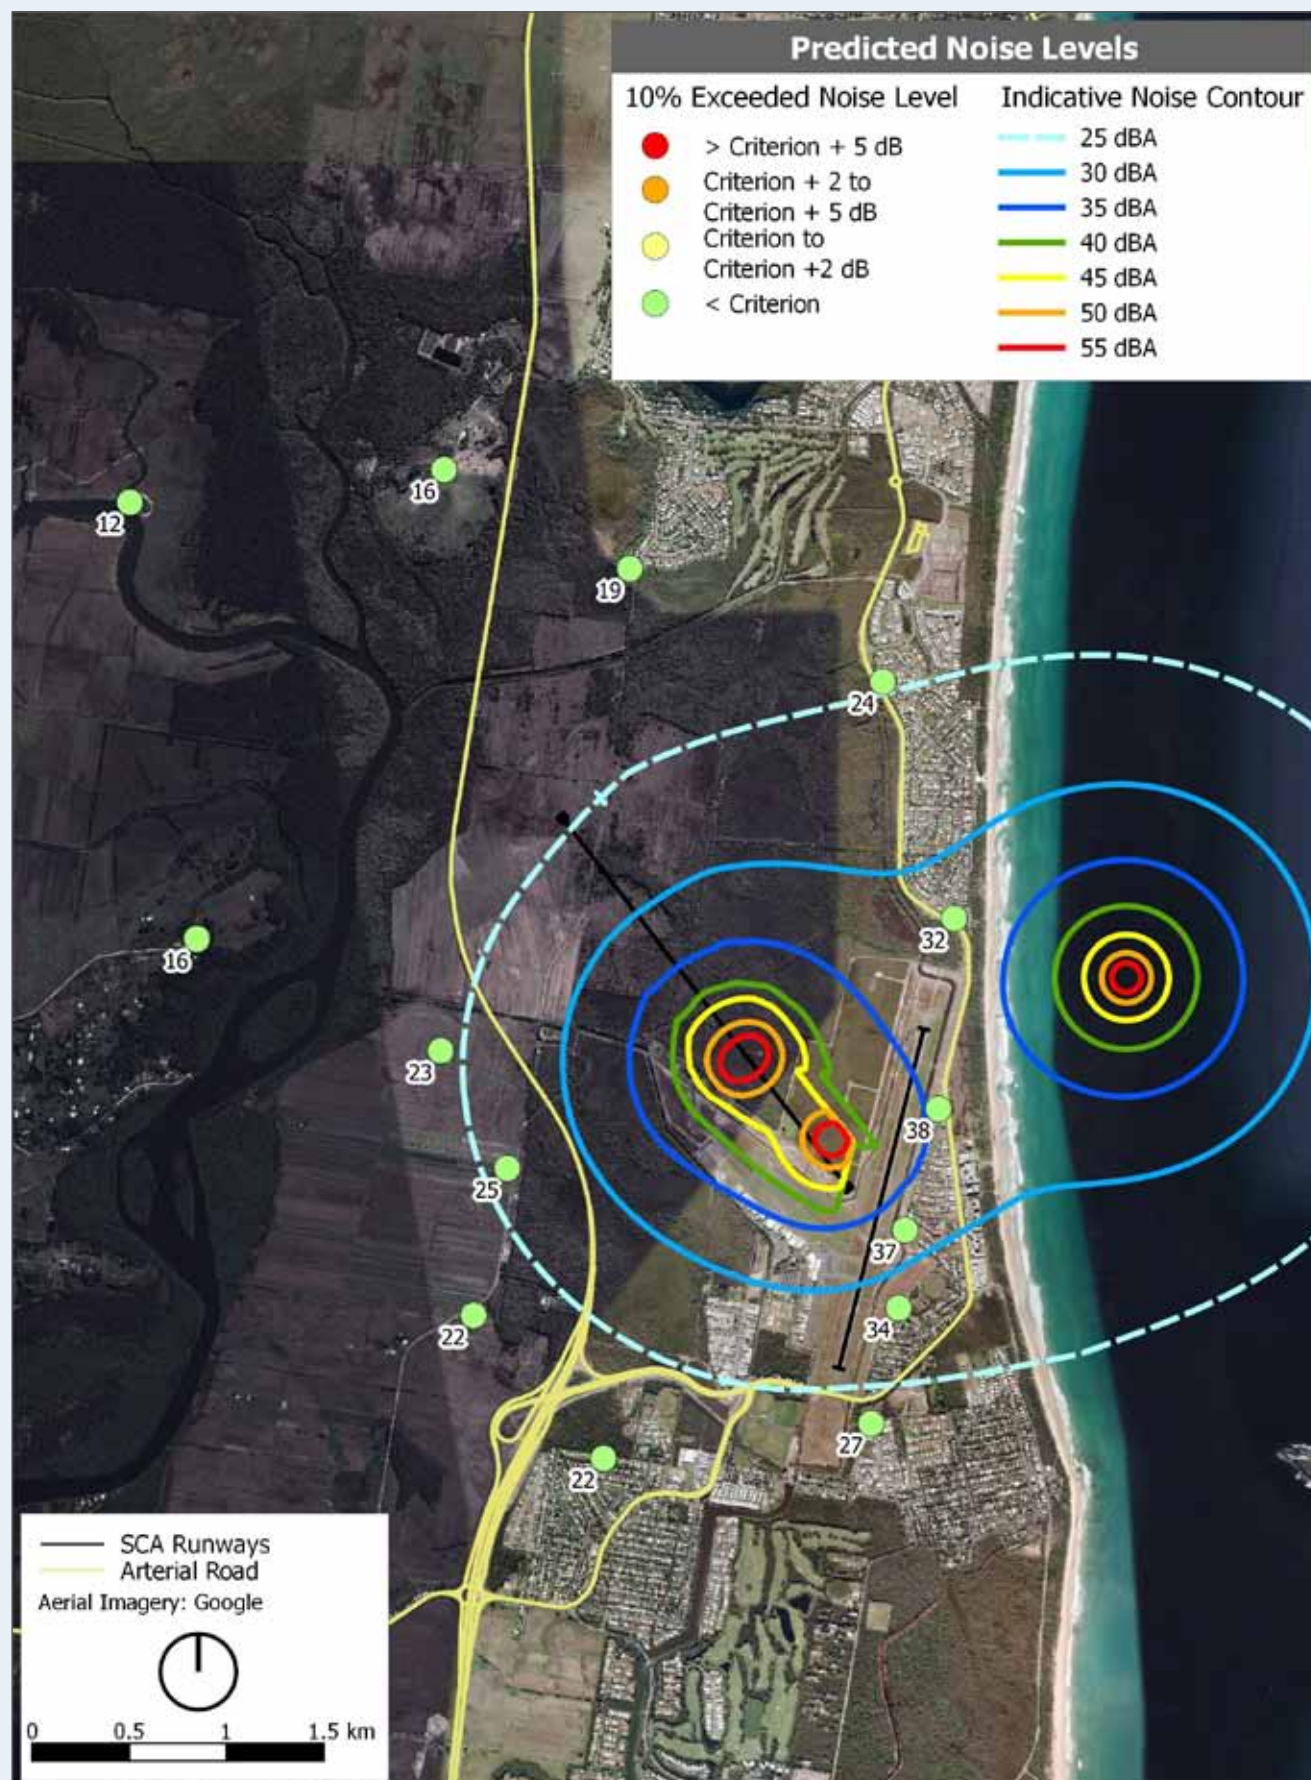 Predicted Noise Levels
10% Exceeded Noise Level
> Criterion + 5 dB
Criterion + 2 to
Criterion + 5 dB
Criterion to
Criterion +2 dB
< Criterion
Indicative Noise Contour
25 dBA
30 dBA
35 dBA
40 dBA
45 dBA
50 dBA
55 dBA
16
12
19
24
32
16
23
38
25
37
34
22
27
22
SCA Runways
Arterial Road
Aerial Imagery: Google
0 0.5 1 1.5 km